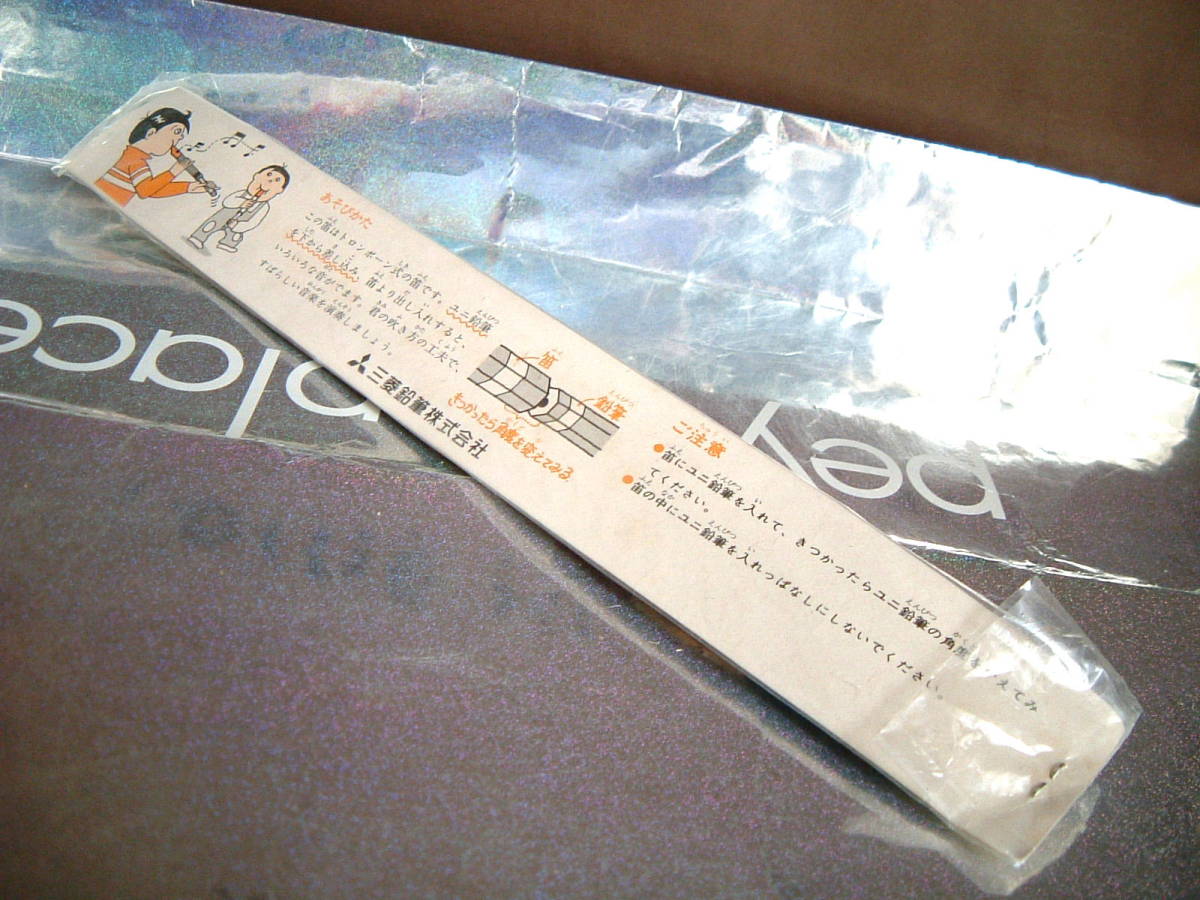 あそびかた
この笛はトロンボーン式の笛です。ユニ鉛筆
を下から差し込み、笛より出し入れすると、
いろいろな音がでます。君の吹き方の工夫で、
すばらしい音楽を演奏しましょう。
三菱鉛筆株式会社
笛
鉛筆
きつかったら角度を変えてみる
ご注意
●笛にユニ鉛筆を入れて、きつかったらユニ鉛筆の角度を えてみ
てください。
●笛の中にユニ鉛筆を入れっぱなしにしないでください。
place
pey